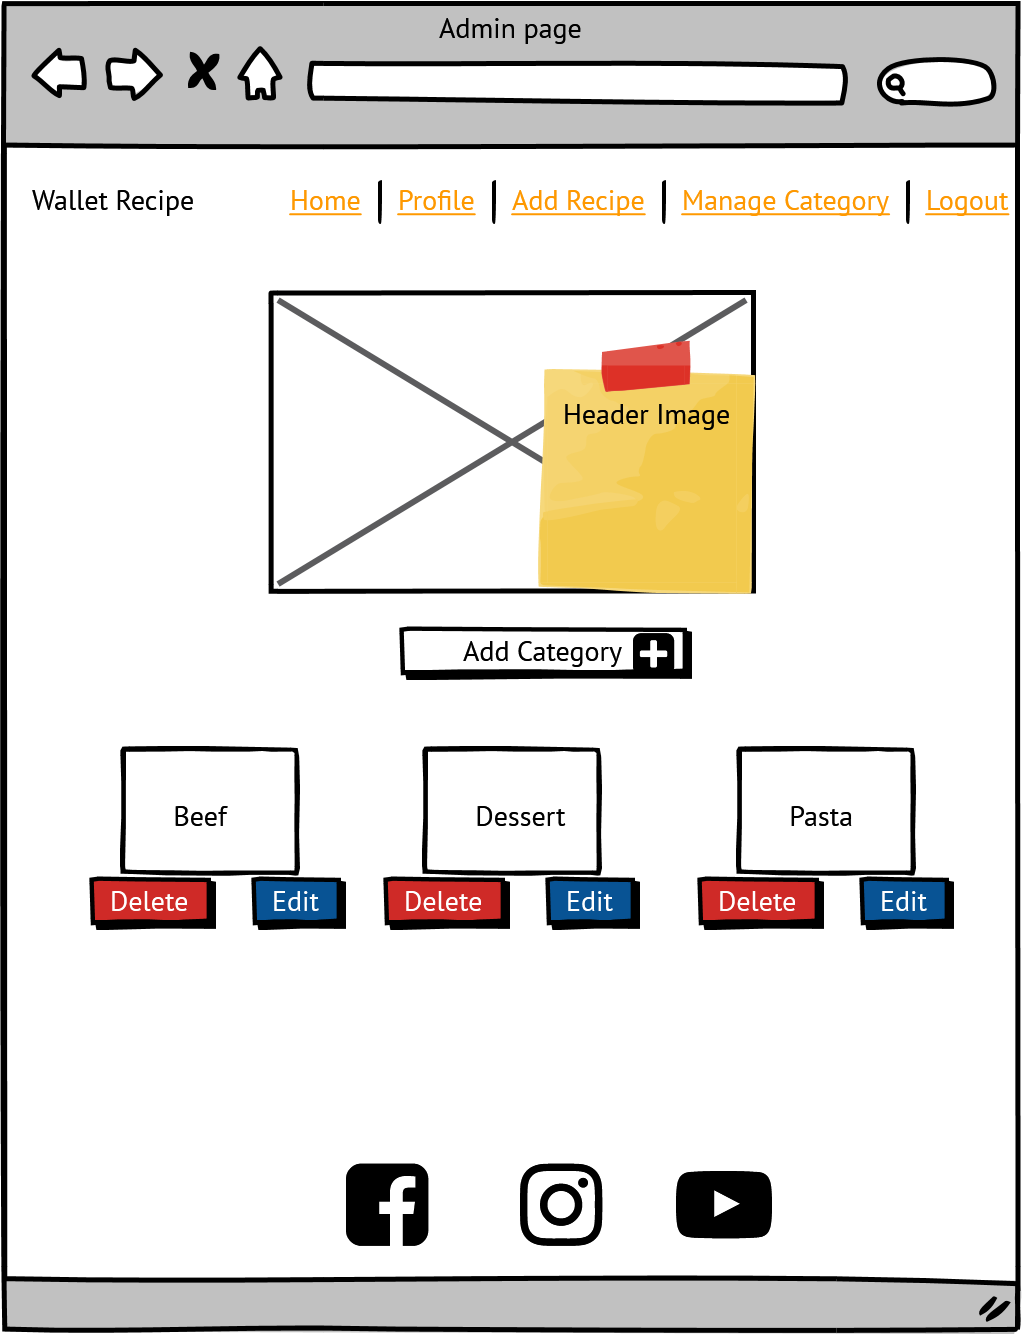 Admin page
Wallet Recipe
Home | Profile | Add Recipe | Manage Category | Logout
Header Image
Add Category
Beef
Dessert
Pasta
Delete Edit Delete Edit Delete Edit